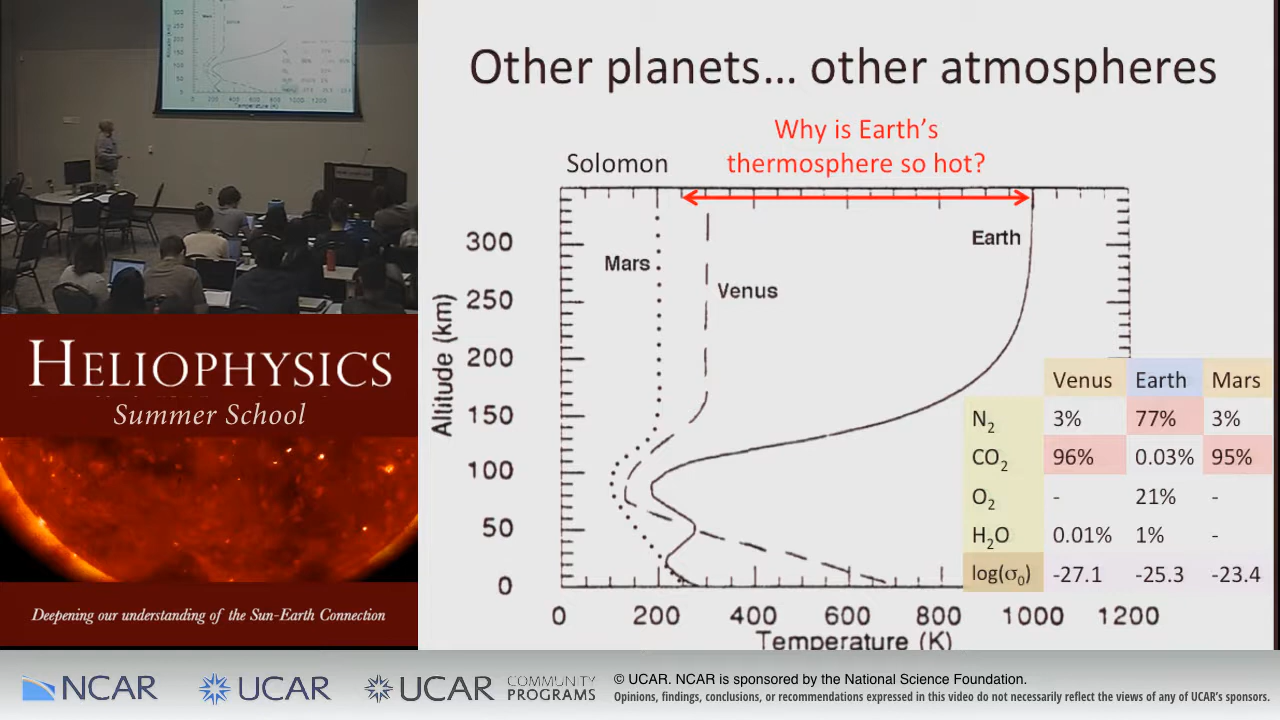 Other planets... other atmospheres
Why is Earth's
thermosphere so hot?
Solomon
Mars
Venus
Earth
Altitude (km)
300
250
200
150
100
50
0
0 200 400 600 800 1000 1200
Temperature (K)
Venus Earth Mars
N2 3% 77% 3%
CO2 96% 0.03% 95%
O2 - 21% -
H2O 0.01% 1% -
log(σ0) -27.1 -25.3 -23.4
HELIOPHYSICS
Summer School
Deepening our understanding of the Sun-Earth Connection
NCAR
UCAR
UCAR
COMMUNITY
PROGRAMS
© UCAR. NCAR is sponsored by the National Science Foundation.
Opinions, findings, conclusions, or recommendations expressed in this video do not necessarily reflect the views of any of UCAR's sponsors.